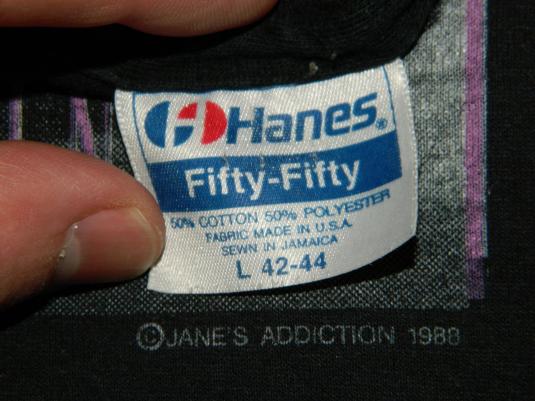 Hanes®
Fifty-Fifty
50% COTTON 50% POLYESTER
FABRIC MADE IN U.S.A.
SEWN IN JAMAICA
L 42-44
©JANE'S ADDICTION 1988